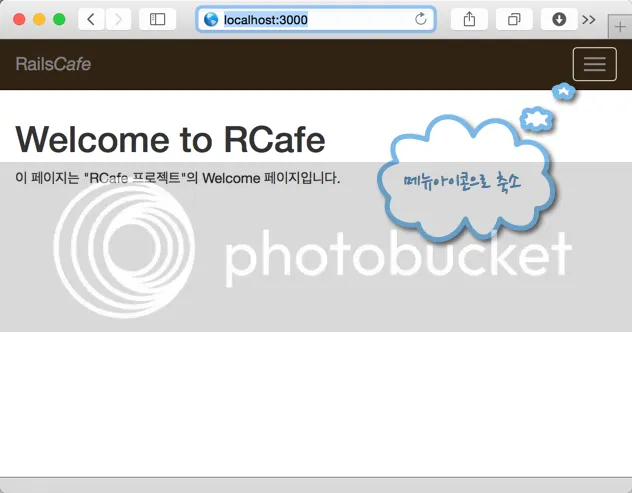 localhost:3000
RailsCafe
Welcome to RCafe
이 페이지는 "RCafe 프로젝트"의 Welcome 페이지입니다.
메뉴아이콘으로 축소
photobucket